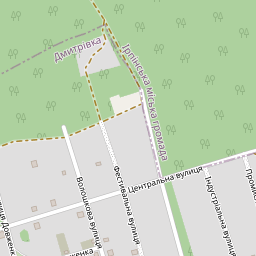 Дмитрівка
Ірпінська міська громада
Центральна вулиця
Фестивальна вулиця
Волошкова вулиця
Індустріальна вулиця